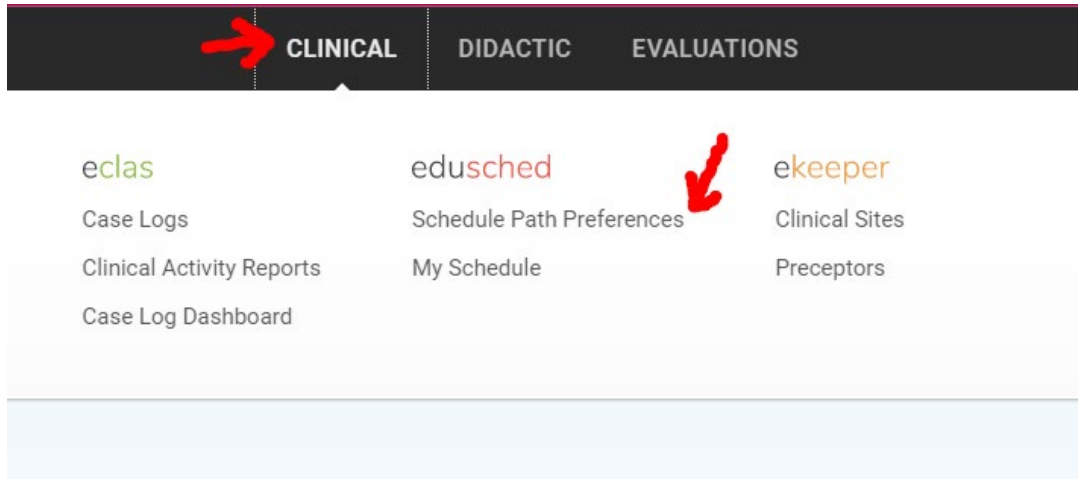 CLINICAL DIDACTIC EVALUATIONS
eclas
Case Logs
Clinical Activity Reports
Case Log Dashboard
edusched
Schedule Path Preferences
My Schedule
ekeeper
Clinical Sites
Preceptors